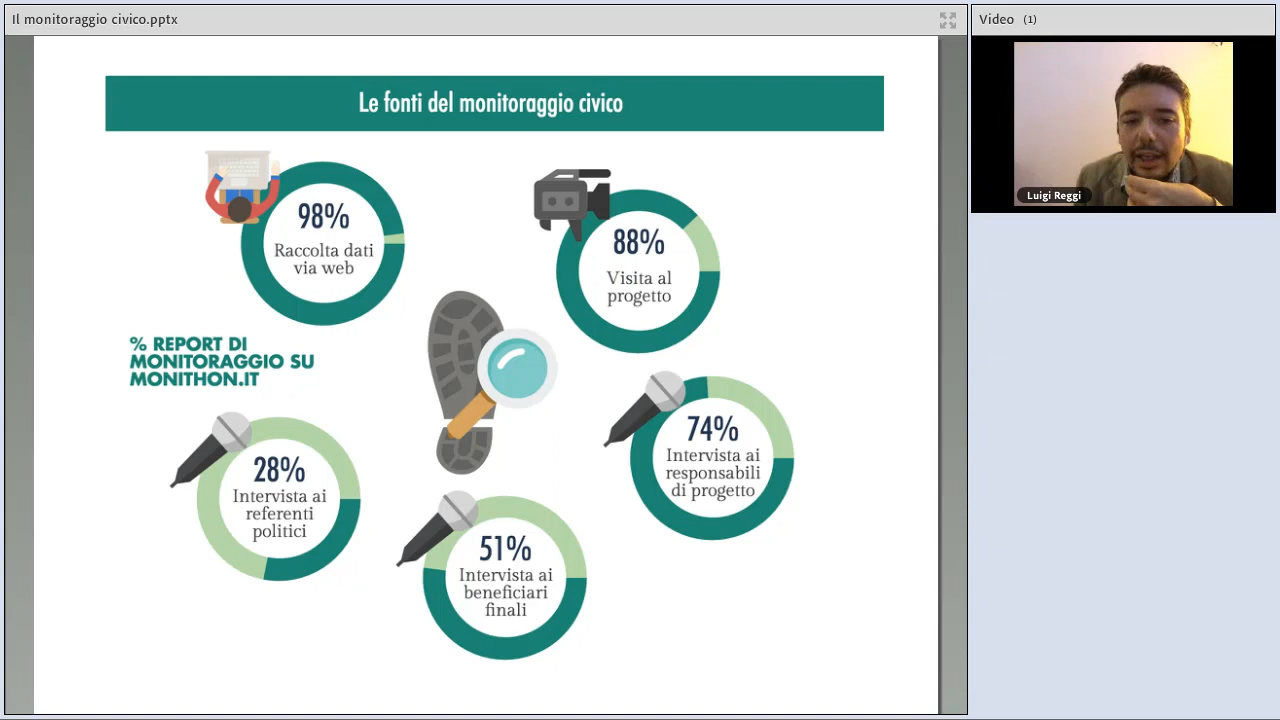 Il monitoraggio civico.pptx
Video (1)
Luigi Reggi
Le fonti del monitoraggio civico
98%
Raccolta dati
via web
88%
Visita al
progetto
% REPORT DI
MONITORAGGIO SU
MONITHON.IT
74%
Intervista ai
responsabili
di progetto
28%
Intervista ai
referenti
politici
51%
Intervista ai
beneficiari
finali